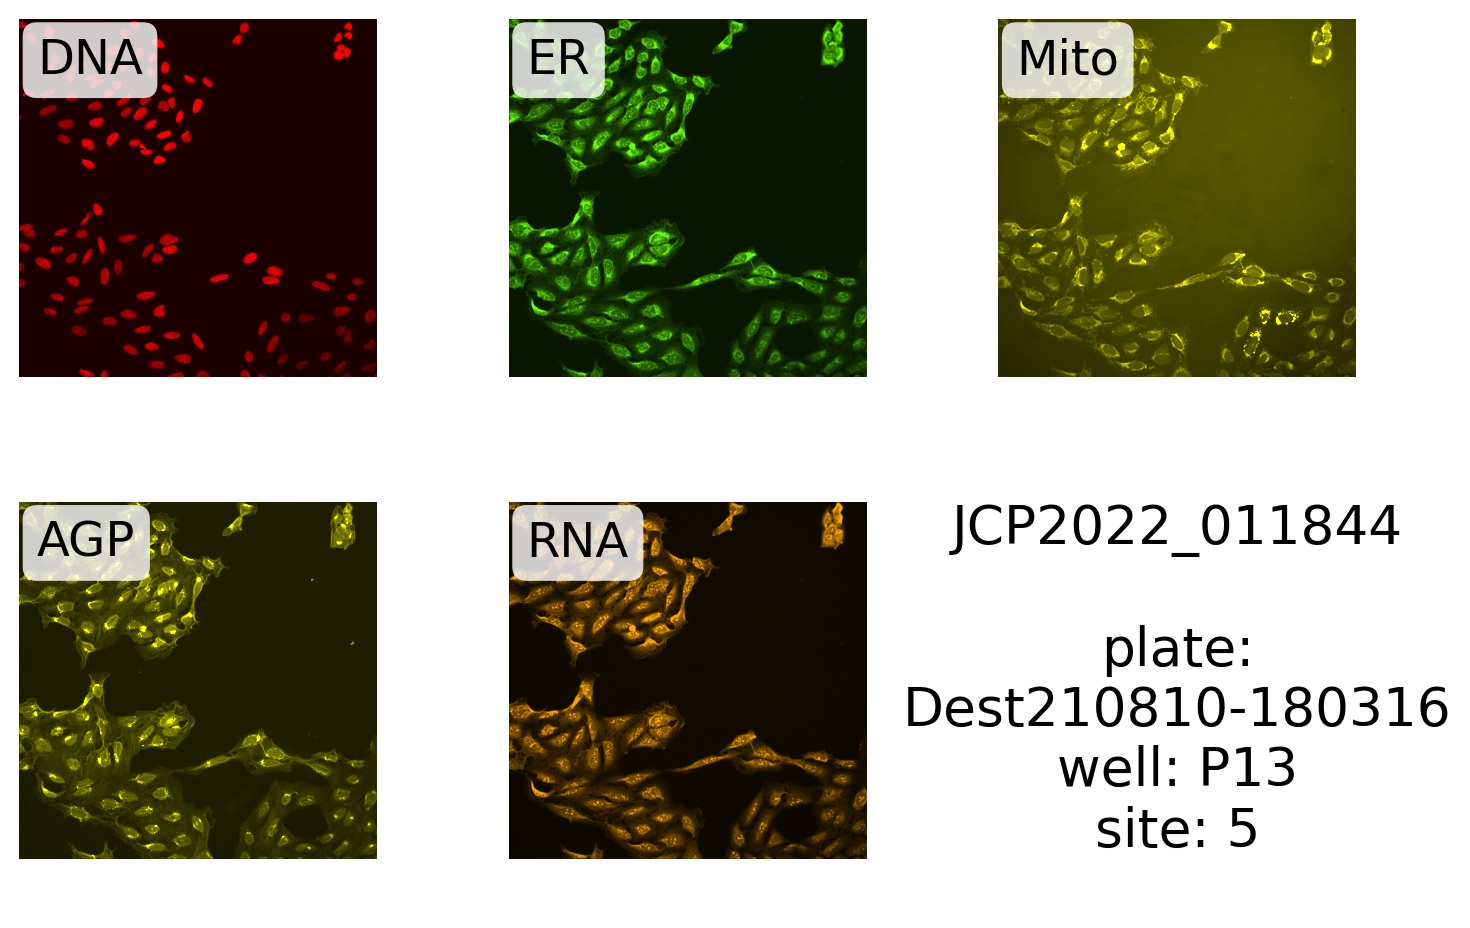 DNA
ER
Mito
AGP
RNA
JCP2022_011844
plate:
Dest210810-180316
well: P13
site: 5